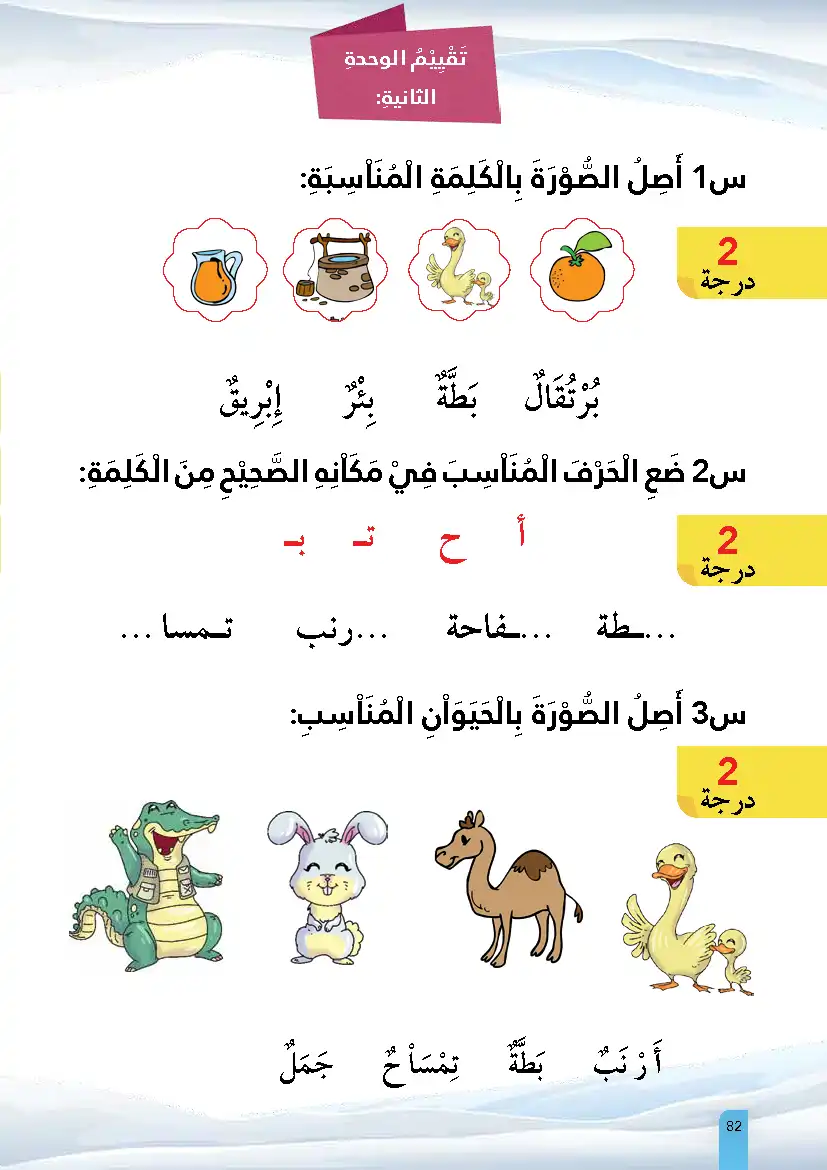 تَقْيِيْمُ الوحدةِ
الثانيةِ:
س1 أَصِلُ الصُّوْرَةَ بِالْكَلِمَةِ الْمُنَاْسِبَةِ:
2
درجة
بُرْتُقَالٌ بَطَّةٌ بِئْرٌ إِبْرِيقٌ
س2 ضَعِ الْحَرْفَ الْمُنَاْسِبَ فِيْ مَكَاْنِهِ الصَّحِيْحِ مِنَ الْكَلِمَةِ:
أ ح تـ بـ
2
درجة
...ـطة ...ـفاحة ...رنب تـمسا ...
س3 أَصِلُ الصُّوْرَةَ بِالْحَيَوَاْنِ الْمُنَاْسِبِ:
2
درجة
أَرْنَبٌ بَطَّةٌ تِمْسَاْحٌ جَمَلٌ
82